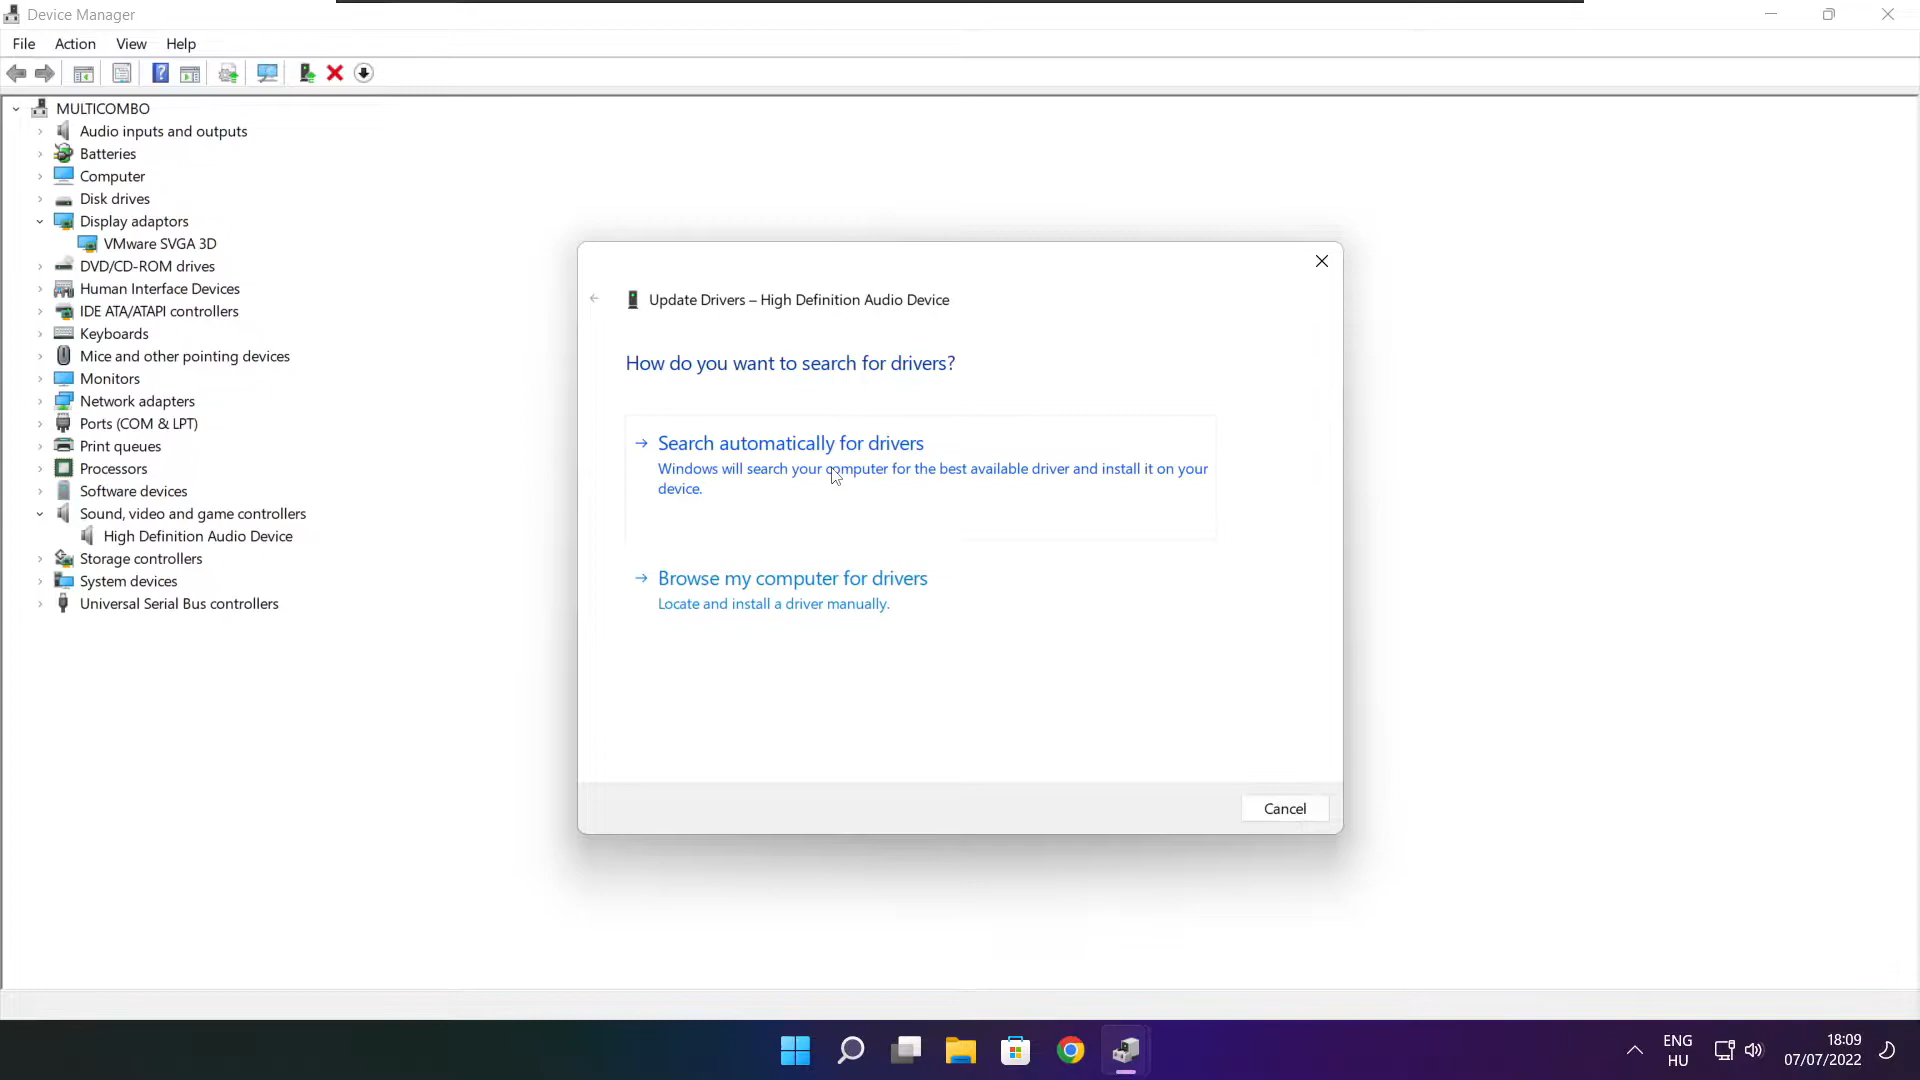 Device Manager
File Action View Help
MULTICOMBO
Audio inputs and outputs
Batteries
Computer
Disk drives
Display adaptors
VMware SVGA 3D
DVD/CD-ROM drives
Human Interface Devices
IDE ATA/ATAPI controllers
Keyboards
Mice and other pointing devices
Monitors
Network adapters
Ports (COM & LPT)
Print queues
Processors
Software devices
Sound, video and game controllers
High Definition Audio Device
Storage controllers
System devices
Universal Serial Bus controllers
Update Drivers – High Definition Audio Device
How do you want to search for drivers?
Search automatically for drivers
Windows will search your computer for the best available driver and install it on your
device.
Browse my computer for drivers
Locate and install a driver manually.
Cancel
ENG
HU
18:09
07/07/2022